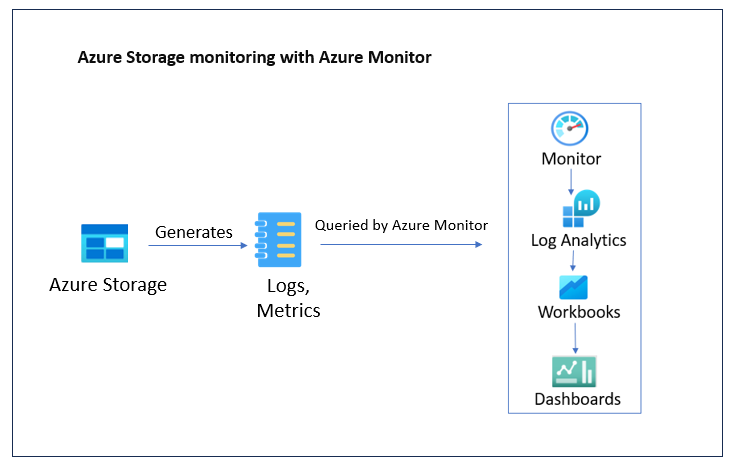 Azure Storage monitoring with Azure Monitor
Monitor
Generates
Queried by Azure Monitor
Log Analytics
Azure Storage
Logs,
Metrics
Workbooks
Dashboards